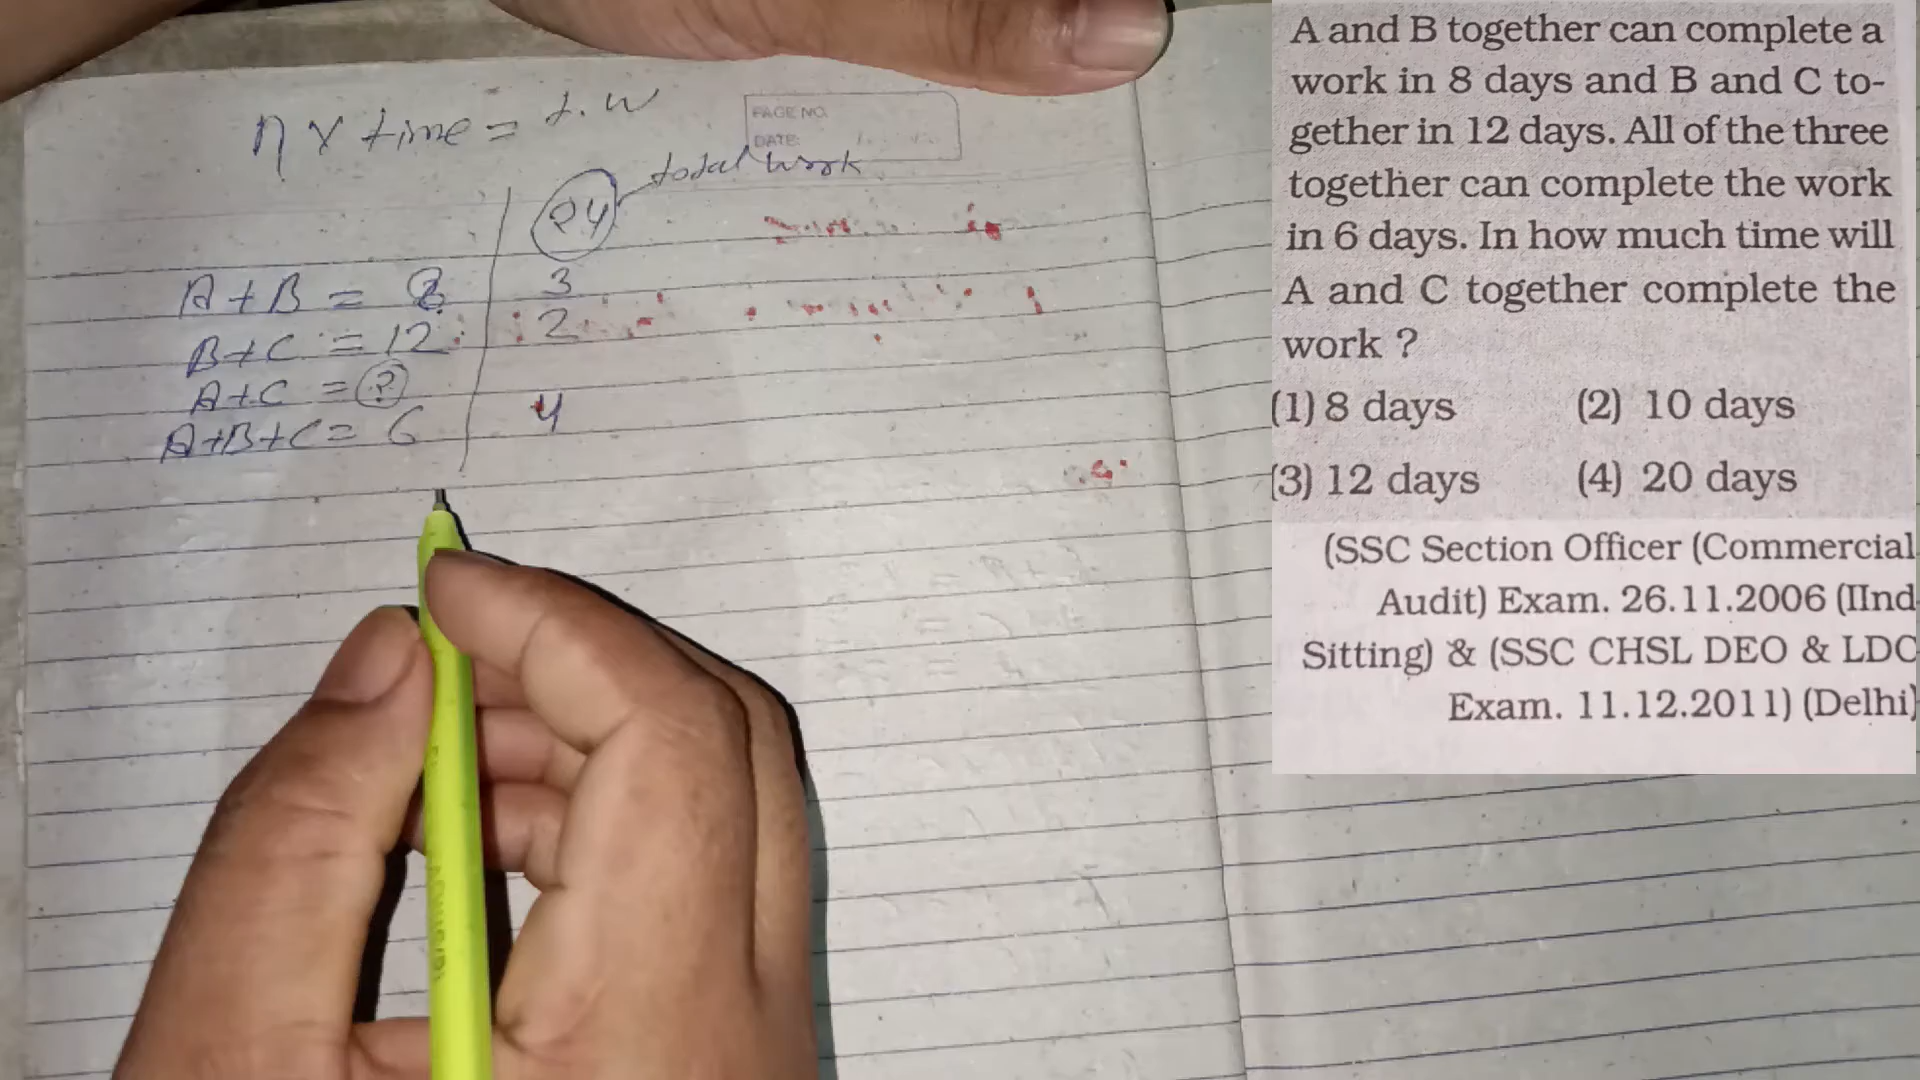 η × time = t.w
PAGE NO.
DATE:
total work
24
A+B = 8 3
B+C = 12 2
A+C = ?
A+B+C = 6 4
A and B together can complete a
work in 8 days and B and C to-
gether in 12 days. All of the three
together can complete the work
in 6 days. In how much time will
A and C together complete the
work ?
(1) 8 days (2) 10 days
(3) 12 days (4) 20 days
(SSC Section Officer (Commercial
Audit) Exam. 26.11.2006 (IInd
Sitting) & (SSC CHSL DEO & LDC
Exam. 11.12.2011) (Delhi)